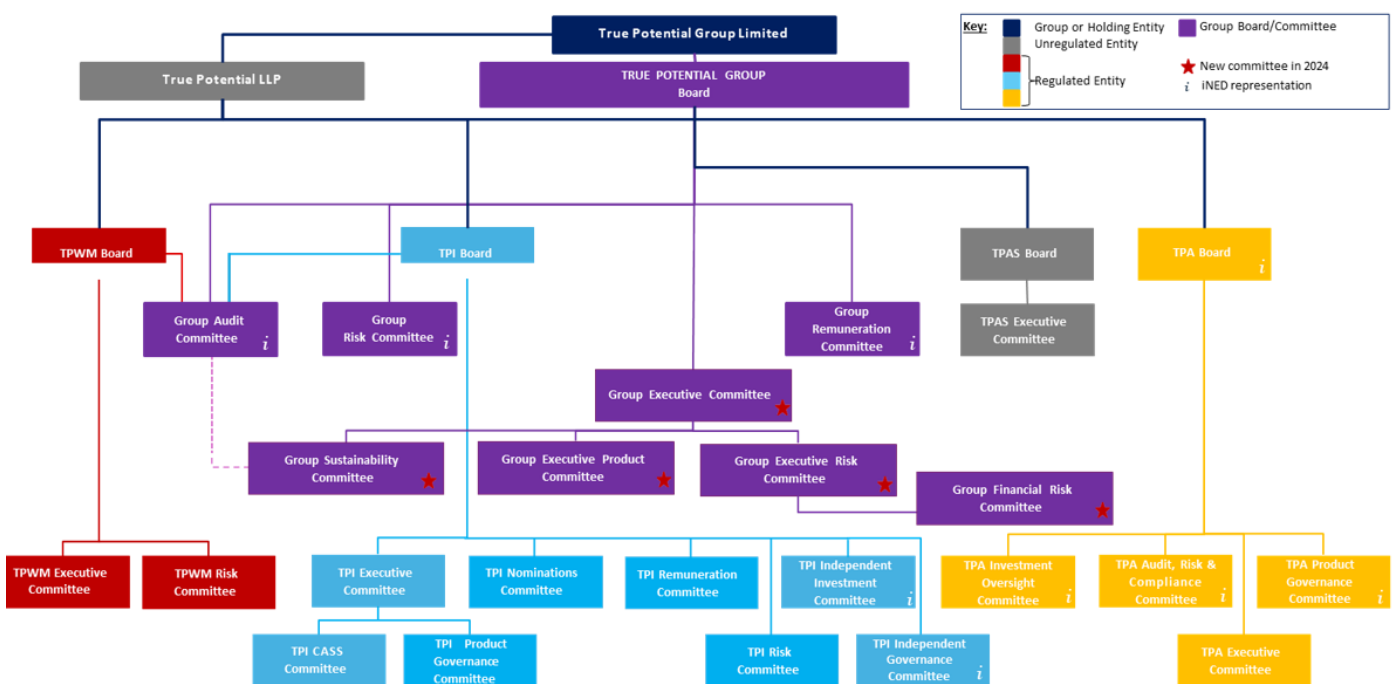 True Potential Group Limited
Key:
Group or Holding Entity
Unregulated Entity
Regulated Entity
Group Board/Committee
New committee in 2024
i iNED representation
True Potential LLP
TRUE POTENTIAL GROUP
Board
TPWM Board
TPI Board
TPAS Board
TPA Board
i
Group Audit
Committee
i
Group
Risk Committee
i
Group
Remuneration
Committee
i
TPAS Executive
Committee
Group Executive Committee
Group Sustainability
Committee
Group Executive Product
Committee
Group Executive Risk
Committee
Group Financial Risk
Committee
TPWM Executive
Committee
TPWM Risk
Committee
TPI Executive
Committee
TPI Nominations
Committee
TPI Remuneration
Committee
TPI Independent
Investment
Committee
i
TPA Investment
Oversight
Committee
i
TPA Audit, Risk &
Compliance
Committee
i
TPA Product
Governance
Committee
i
TPI CASS
Committee
TPI Product
Governance
Committee
TPI Risk
Committee
TPI Independent
Governance
Committee
i
TPA Executive
Committee